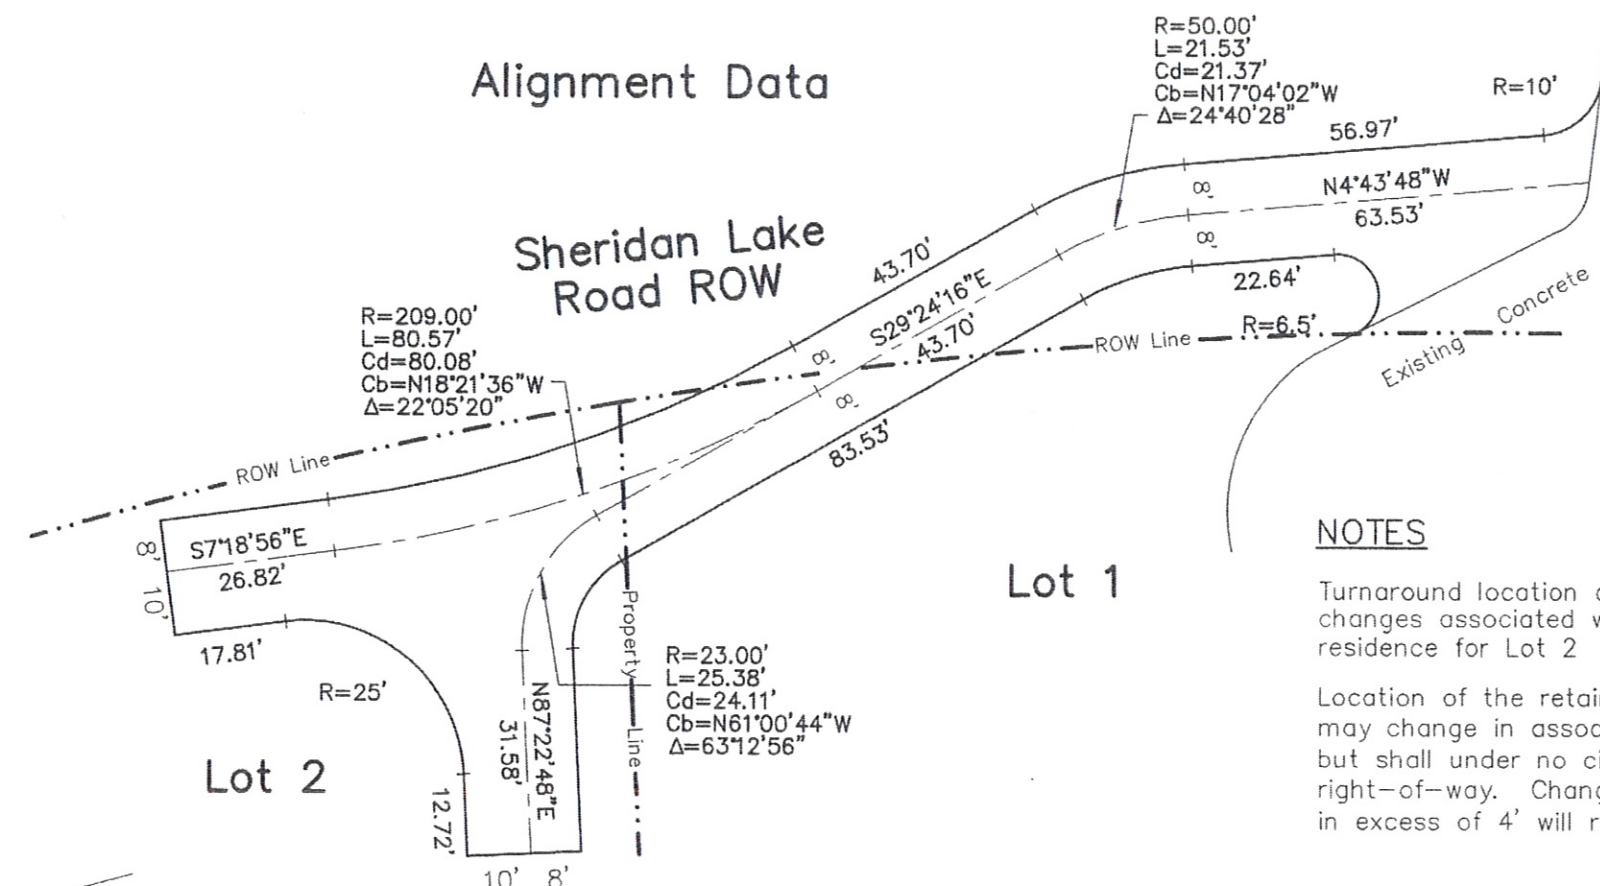 Alignment Data
R=50.00'
L=21.53'
Cd=21.37'
Cb=N17°04'02"W
Δ=24°40'28"
R=10'
56.97'
8'
N4°43'48"W
63.53'
8'
Sheridan Lake
Road ROW
43.70'
S29°24'16"E
43.70'
22.64'
R=6.5'
ROW Line
Existing Concrete
R=209.00'
L=80.57'
Cd=80.08'
Cb=N18°21'36"W
Δ=22°05'20"
8'
8'
83.53'
ROW Line
8'
S7°18'56"E
26.82'
10'
17.81'
R=25'
Lot 2
12.72'
31.58'
N87°22'48"E
10'
8'
Property Line
R=23.00'
L=25.38'
Cd=24.11'
Cb=N61°00'44"W
Δ=63°12'56"
Lot 1
NOTES
Turnaround location
changes associated
residence for Lot 2
Location of the
may change in
but shall under no
right-of-way.
in excess of 4' will